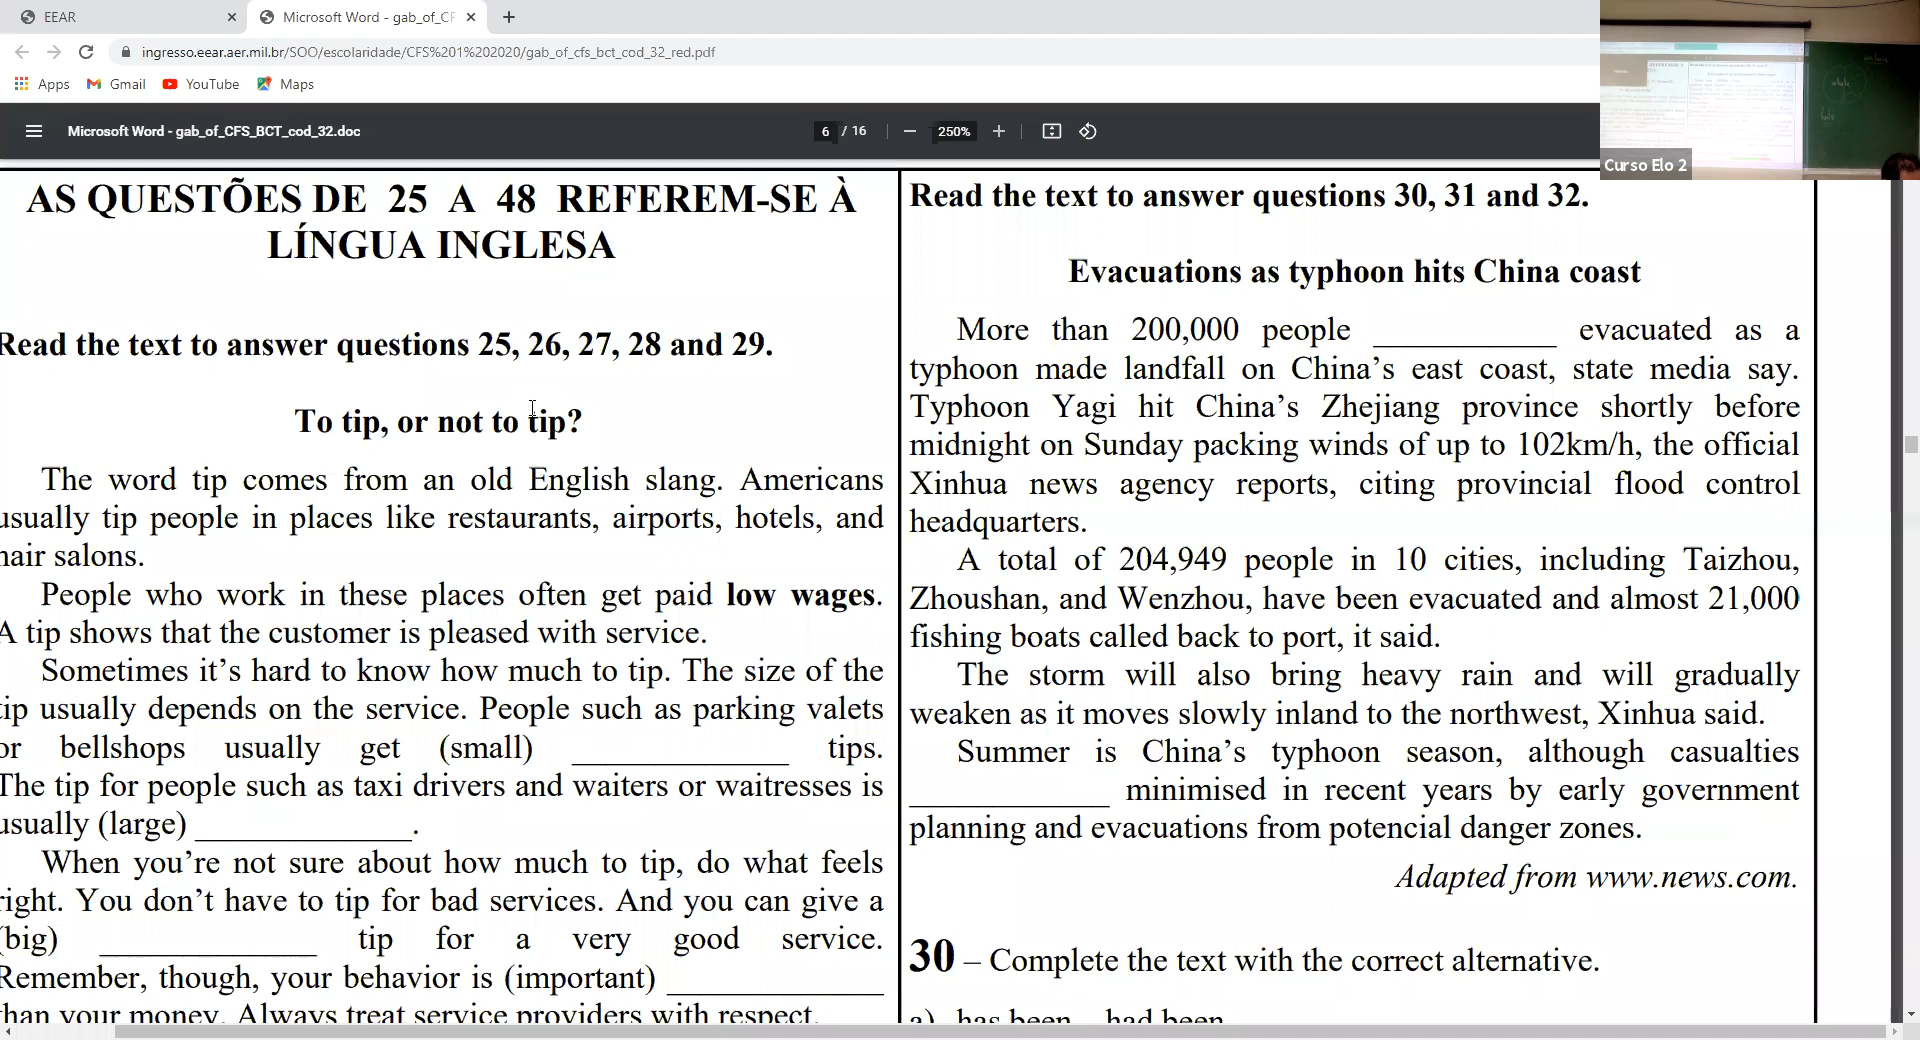 EEAR
Microsoft Word - gab_of_CF
ingresso.eear.aer.mil.br/SOO/escolaridade/CFS%201%202020/gab_of_cfs_bct_cod_32_red.pdf
Apps Gmail YouTube Maps
Microsoft Word - gab_of_CFS_BCT_cod_32.doc
6 / 16
250%
Curso Elo 2
AS QUESTÕES DE 25 A 48 REFEREM-SE À
LÍNGUA INGLESA
Read the text to answer questions 25, 26, 27, 28 and 29.
To tip, or not to tip?
The word tip comes from an old English slang. Americans
usually tip people in places like restaurants, airports, hotels, and
hair salons.
People who work in these places often get paid low wages.
A tip shows that the customer is pleased with service.
Sometimes it's hard to know how much to tip. The size of the
tip usually depends on the service. People such as parking valets
or bellshops usually get (small) _____________ tips.
The tip for people such as taxi drivers and waiters or waitresses is
usually (large) _____________.
When you're not sure about how much to tip, do what feels
right. You don't have to tip for bad services. And you can give a
(big) _____________ tip for a very good service.
Remember, though, your behavior is (important) _____________
than your money. Always treat service providers with respect.
Read the text to answer questions 30, 31 and 32.
Evacuations as typhoon hits China coast
More than 200,000 people ___________ evacuated as a
typhoon made landfall on China's east coast, state media say.
Typhoon Yagi hit China's Zhejiang province shortly before
midnight on Sunday packing winds of up to 102km/h, the official
Xinhua news agency reports, citing provincial flood control
headquarters.
A total of 204,949 people in 10 cities, including Taizhou,
Zhoushan, and Wenzhou, have been evacuated and almost 21,000
fishing boats called back to port, it said.
The storm will also bring heavy rain and will gradually
weaken as it moves slowly inland to the northwest, Xinhua said.
Summer is China's typhoon season, although casualties
____________ minimised in recent years by early government
planning and evacuations from potencial danger zones.
Adapted from www.news.com.
30 – Complete the text with the correct alternative.
a) has been – had been